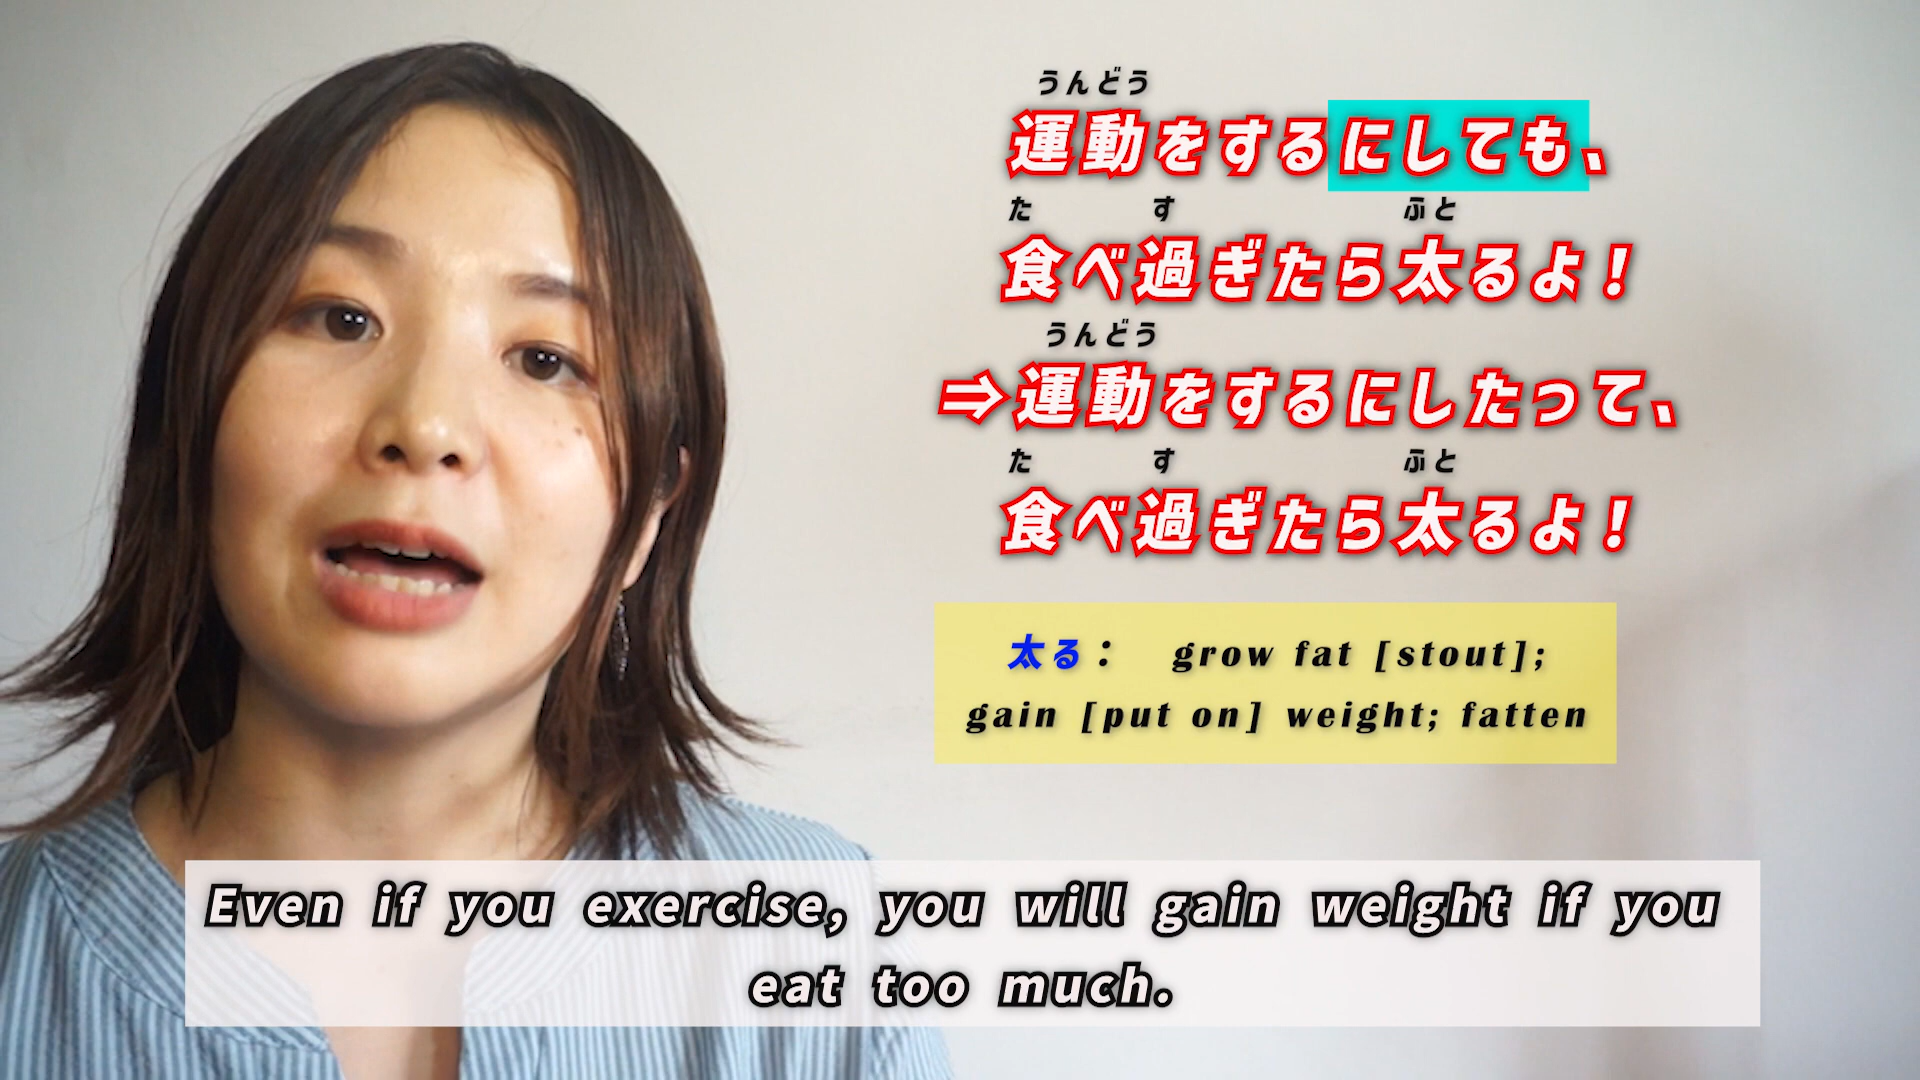 うんどう
運動をするにしても、
た す ふと
食べ過ぎたら太るよ！
うんどう
⇒運動をするにしたって、
た す ふと
食べ過ぎたら太るよ！
太る： grow fat [stout];
gain [put on] weight; fatten
Even if you exercise, you will gain weight if you
eat too much.